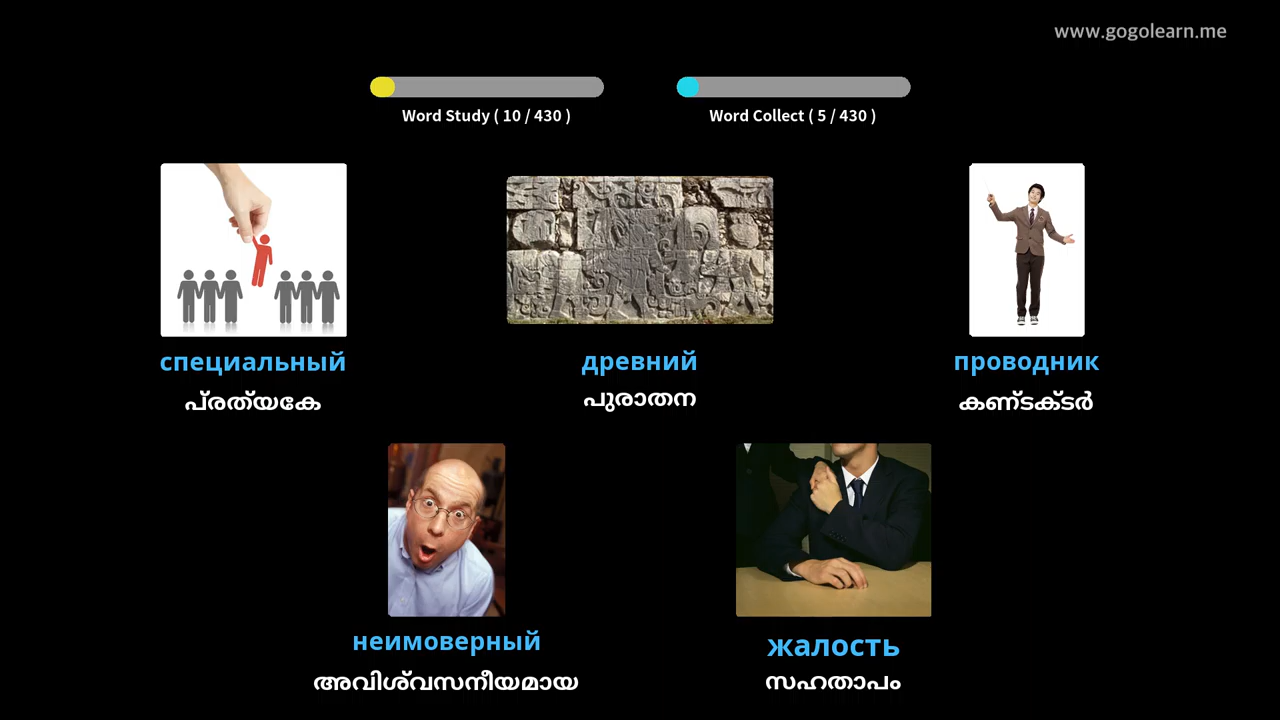 www.gogolearn.me
Word Study ( 10 / 430 )
Word Collect ( 5 / 430 )
специальный
древний
проводник
പ്രത്യകേ
പുരാതന
കണ്ടക്ടർ
неимоверный
жалость
അവിശ്വസനീയമായ
സഹതാപം